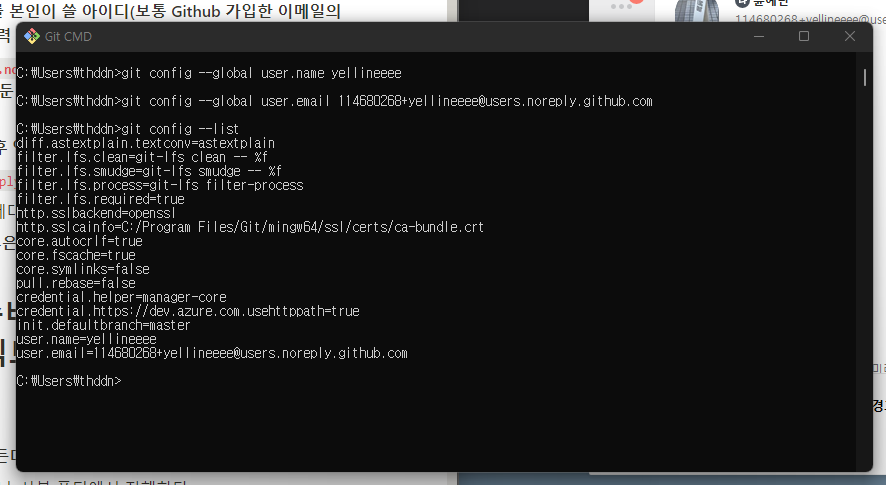 를 본인이 쓸 아이디(보통 Github 가입한 이메일의
윤예린
114680268+yellineeee@use
Git CMD
C:\Users\thddn>git config --global user.name yellineeee
C:\Users\thddn>git config --global user.email 114680268+yellineeee@users.noreply.github.com
C:\Users\thddn>git config --list
diff.astextplain.textconv=astextplain
filter.lfs.clean=git-lfs clean -- %f
filter.lfs.smudge=git-lfs smudge -- %f
filter.lfs.process=git-lfs filter-process
filter.lfs.required=true
http.sslbackend=openssl
http.sslcainfo=C:/Program Files/Git/mingw64/ssl/certs/ca-bundle.crt
core.autocrlf=true
core.fscache=true
core.symlinks=false
pull.rebase=false
credential.helper=manager-core
credential.https://dev.azure.com.usehttppath=true
init.defaultbranch=master
user.name=yellineeee
user.email=114680268+yellineeee@users.noreply.github.com
C:\Users\thddn>